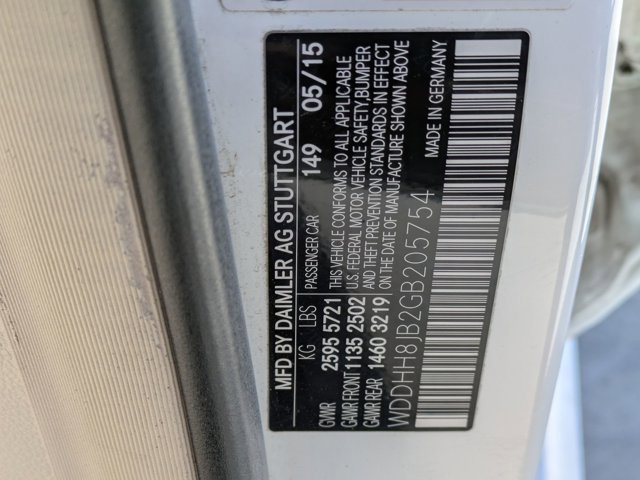 MFD BY DAIMLER AG STUTTGART
KG LBS PASSENGER CAR 149 05/15
GVWR 2595 5721 THIS VEHICLE CONFORMS TO ALL APPLICABLE
GAWR FRONT 1135 2502 U.S. FEDERAL MOTOR VEHICLE SAFETY,BUMPER
GAWR REAR 1460 3219 AND THEFT PREVENTION STANDARDS IN EFFECT
ON THE DATE OF MANUFACTURE SHOWN ABOVE
WDDHH8JB2GB205754 MADE IN GERMANY